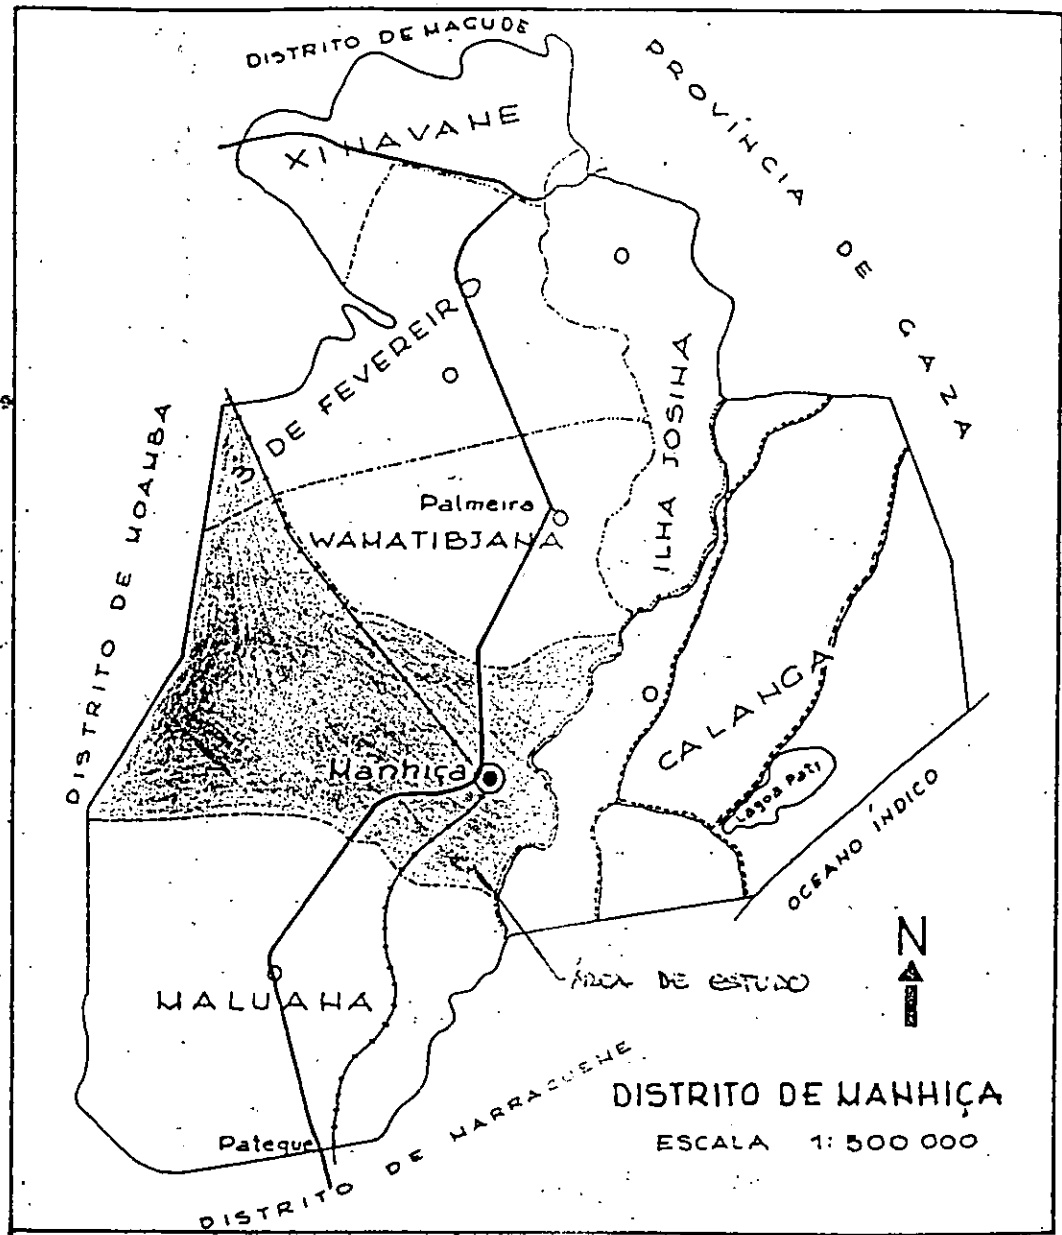 DISTRITO DE MAGUDE
PROVÍNCIA DE GAZA
XINAVANE
3 DE FEVEREIRO
ILHA JOSINA
DISTRITO DE MOAMBA
Palmeira
WAMATIBJANA
CALANGA
Manhiça
Lagoa Pati
OCEANO ÍNDICO
N
ÁREA DE ESTUDO
MALUANA
DISTRITO DE MANHIÇA
ESCALA 1: 500 000
Pateque
DISTRITO DE MARRACUENE